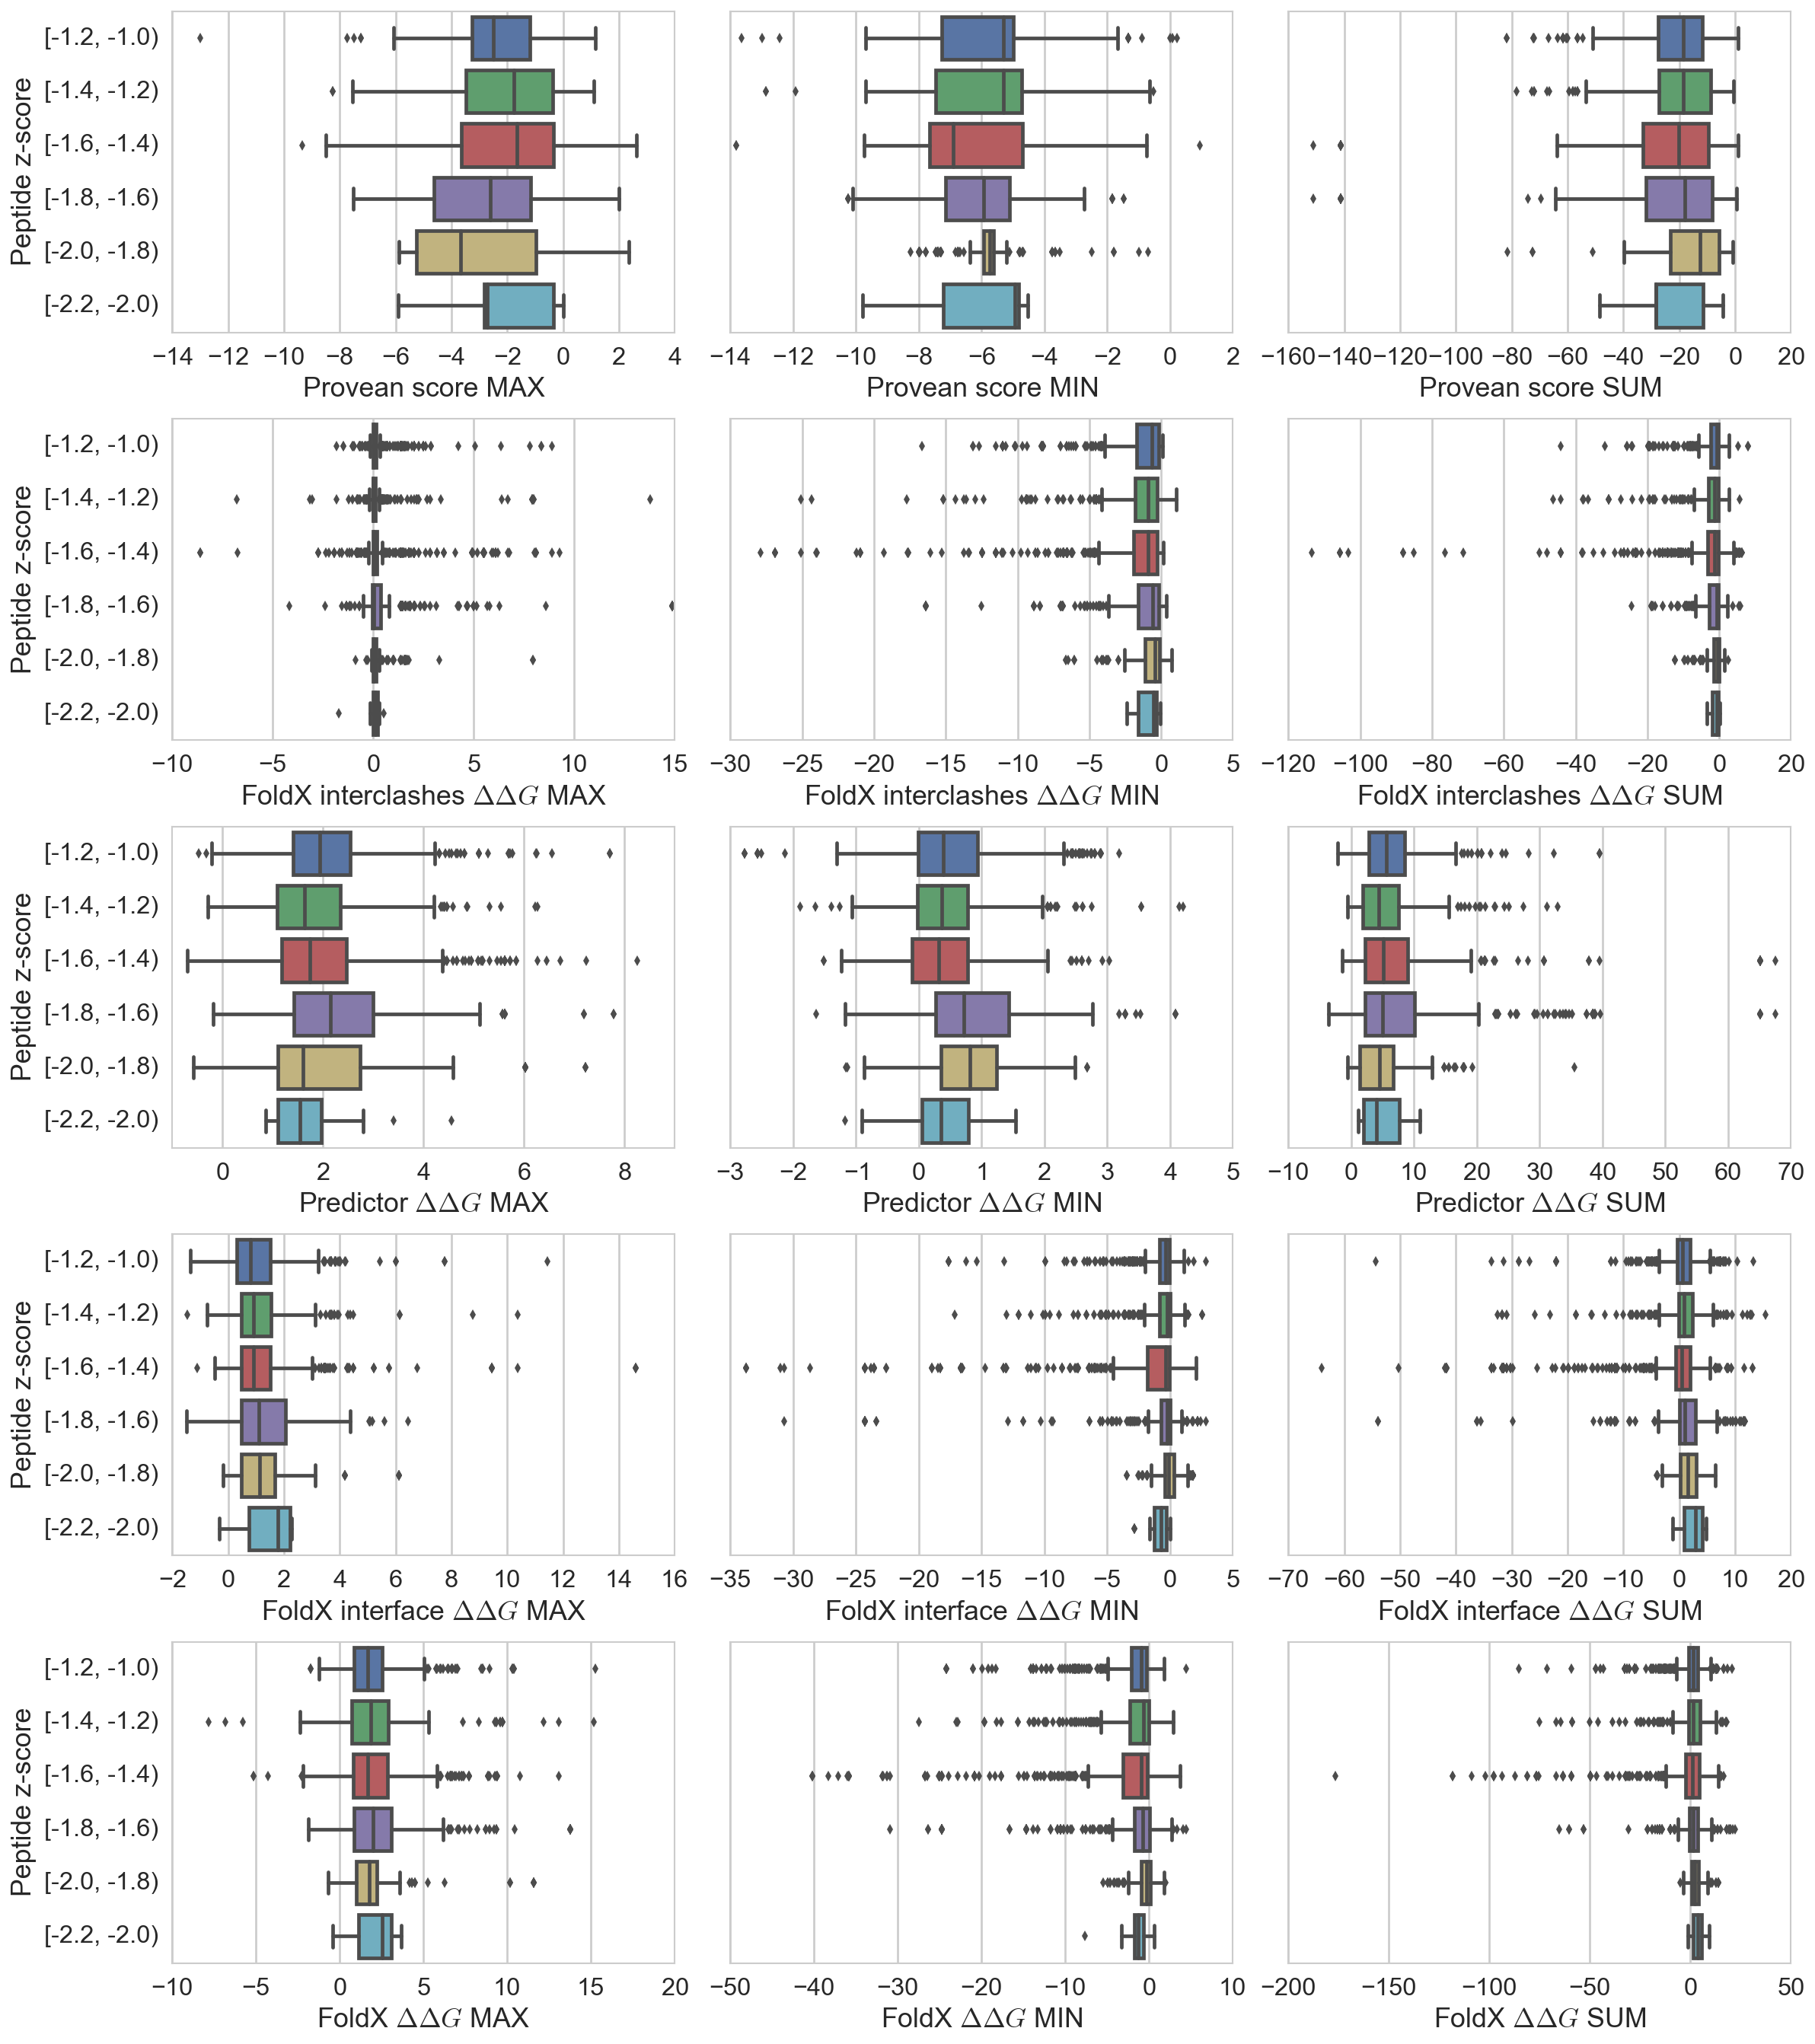 Peptide z-score
[-1.2, -1.0)
[-1.4, -1.2)
[-1.6, -1.4)
[-1.8, -1.6)
[-2.0, -1.8)
[-2.2, -2.0)
−14 −12 −10 −8 −6 −4 −2 0 2 4
Provean score MAX
−14 −12 −10 −8 −6 −4 −2 0 2
Provean score MIN
−160 −140 −120 −100 −80 −60 −40 −20 0 20
Provean score SUM
Peptide z-score
[-1.2, -1.0)
[-1.4, -1.2)
[-1.6, -1.4)
[-1.8, -1.6)
[-2.0, -1.8)
[-2.2, -2.0)
−10 −5 0 5 10 15
FoldX interclashes ΔΔG MAX
−30 −25 −20 −15 −10 −5 0 5
FoldX interclashes ΔΔG MIN
−120 −100 −80 −60 −40 −20 0 20
FoldX interclashes ΔΔG SUM
Peptide z-score
[-1.2, -1.0)
[-1.4, -1.2)
[-1.6, -1.4)
[-1.8, -1.6)
[-2.0, -1.8)
[-2.2, -2.0)
0 2 4 6 8
Predictor ΔΔG MAX
−3 −2 −1 0 1 2 3 4 5
Predictor ΔΔG MIN
−10 0 10 20 30 40 50 60 70
Predictor ΔΔG SUM
Peptide z-score
[-1.2, -1.0)
[-1.4, -1.2)
[-1.6, -1.4)
[-1.8, -1.6)
[-2.0, -1.8)
[-2.2, -2.0)
−2 0 2 4 6 8 10 12 14 16
FoldX interface ΔΔG MAX
−35 −30 −25 −20 −15 −10 −5 0 5
FoldX interface ΔΔG MIN
−70 −60 −50 −40 −30 −20 −10 0 10 20
FoldX interface ΔΔG SUM
Peptide z-score
[-1.2, -1.0)
[-1.4, -1.2)
[-1.6, -1.4)
[-1.8, -1.6)
[-2.0, -1.8)
[-2.2, -2.0)
−10 −5 0 5 10 15 20
FoldX ΔΔG MAX
−50 −40 −30 −20 −10 0 10
FoldX ΔΔG MIN
−200 −150 −100 −50 0 50
FoldX ΔΔG SUM